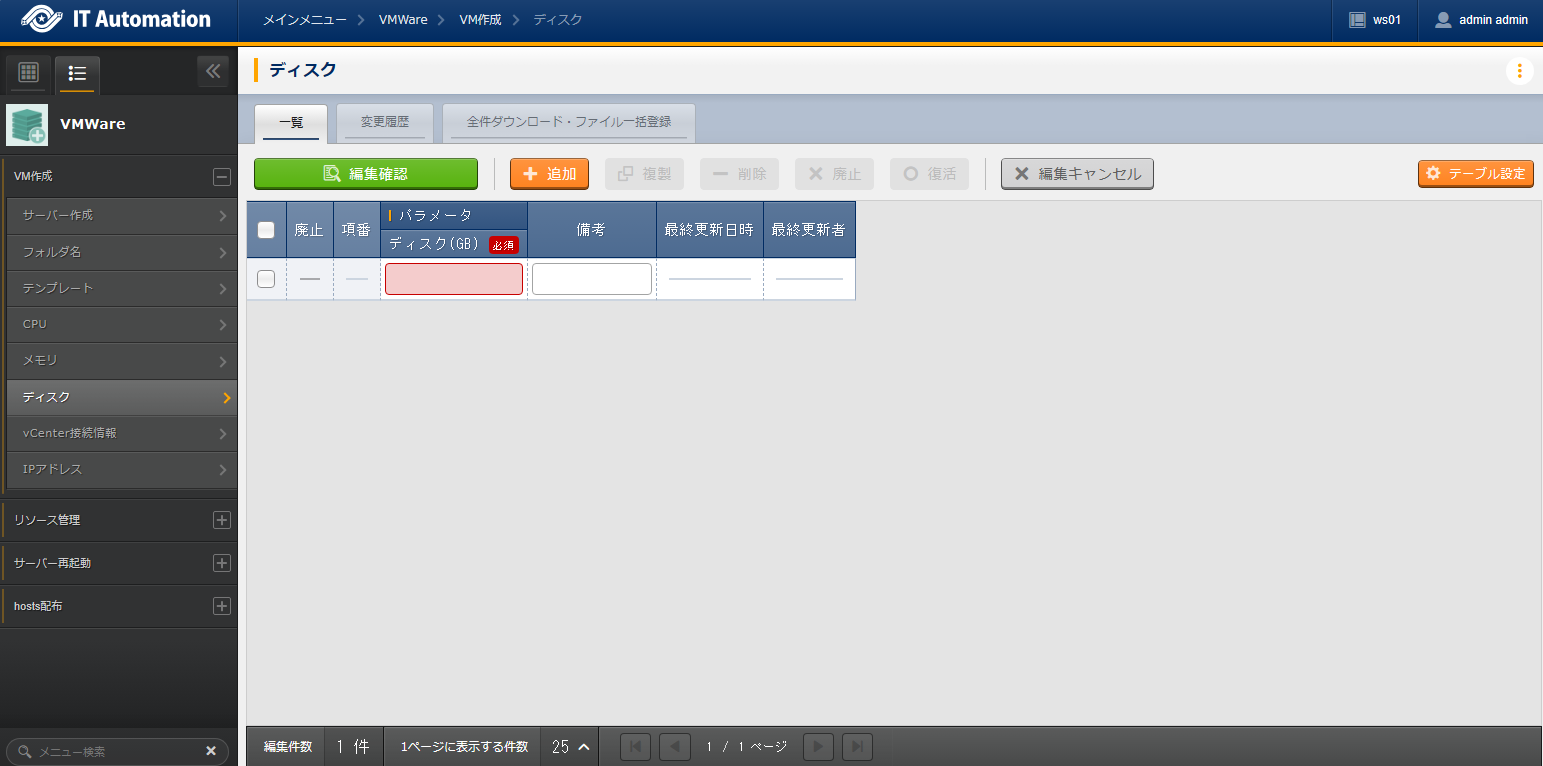 IT Automation
メインメニュー
VMWare
VM作成
ディスク
ws01
admin admin
VMWare
VM作成
サーバー作成
フォルダ名
テンプレート
CPU
メモリ
ディスク
vCenter接続情報
IPアドレス
リソース管理
サーバー再起動
hosts配布
メニュー検索
ディスク
一覧
変更履歴
全件ダウンロード・ファイル一括登録
編集確認
追加
複製
削除
廃止
復活
編集キャンセル
テーブル設定
廃止
項番
パラメータ
ディスク(GB) 必須
備考
最終更新日時
最終更新者
編集件数
1 件
1ページに表示する件数
25
1 / 1 ページ